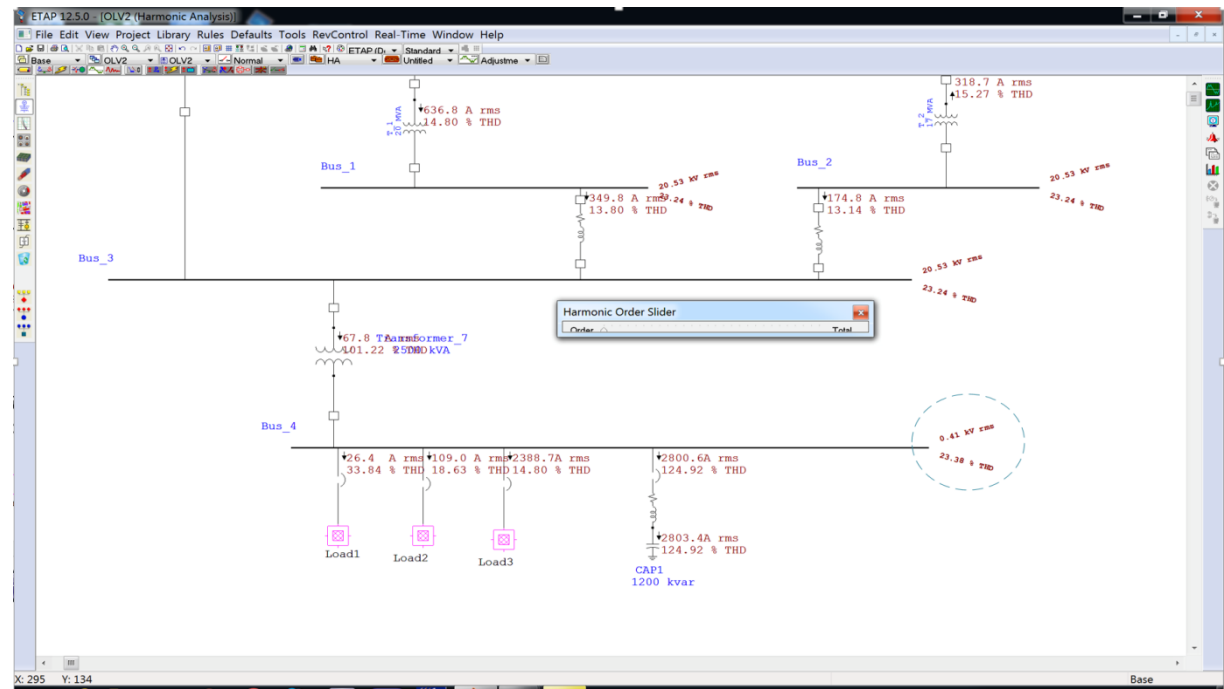 ETAP 12.5.0 - [OLV2 (Harmonic Analysis)]
File Edit View Project Library Rules Defaults Tools RevControl Real-Time Window Help
ETAP (D. Standard
Base OLV2 OLV2 Normal HA Untitled Adjustme
636.8 A rms
14.80 % THD
T_1
20 MVA
318.7 A rms
15.27 % THD
T_2
17 MVA
Bus_1
20.53 kV rms
23.24 % THD
Bus_2
20.53 kV rms
23.24 % THD
349.8 A rms
13.80 % THD
174.8 A rms
13.14 % THD
Bus_3
20.53 kV rms
23.24 % THD
Harmonic Order Slider
Order
Total
67.8 A rms
101.22 % THD
Transformer_7
2500 kVA
Bus_4
0.41 kV rms
23.38 % THD
26.4 A rms
33.84 % THD
109.0 A rms
18.63 % THD
2388.7A rms
14.80 % THD
2800.6A rms
124.92 % THD
Load1
Load2
Load3
2803.4A rms
124.92 % THD
CAP1
1200 kvar
X: 295 Y: 134
Base